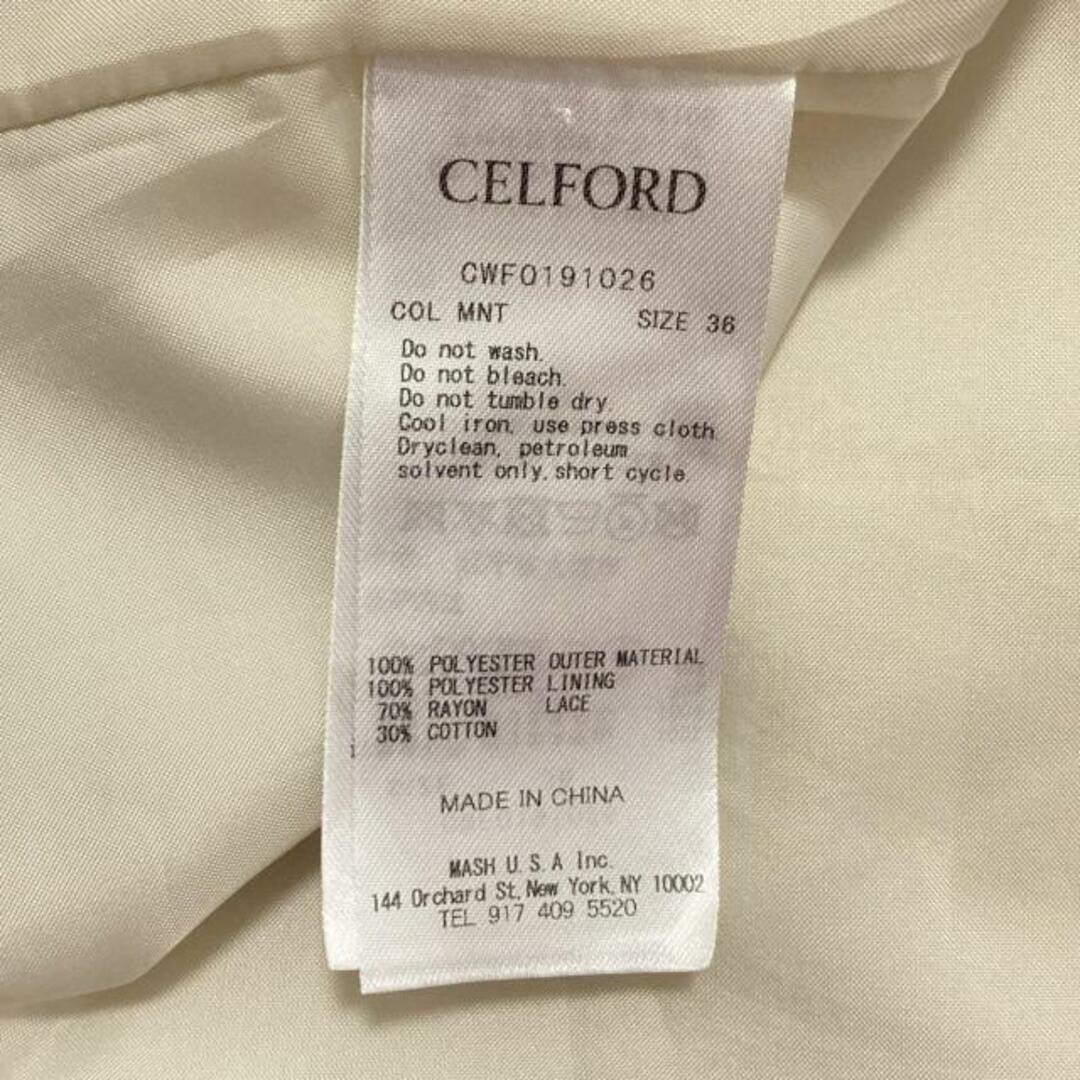 CELFORD
CWFO191026
COL MNT SIZE 36
Do not wash.
Do not bleach.
Do not tumble dry.
Cool iron, use press cloth.
Dryclean, petroleum
solvent only, short cycle.
100% POLYESTER OUTER MATERIAL
100% POLYESTER LINING
70% RAYON LACE
30% COTTON
MADE IN CHINA
MASH U.S.A Inc.
144 Orchard St, New York, NY 10002
TEL 917 409 5520